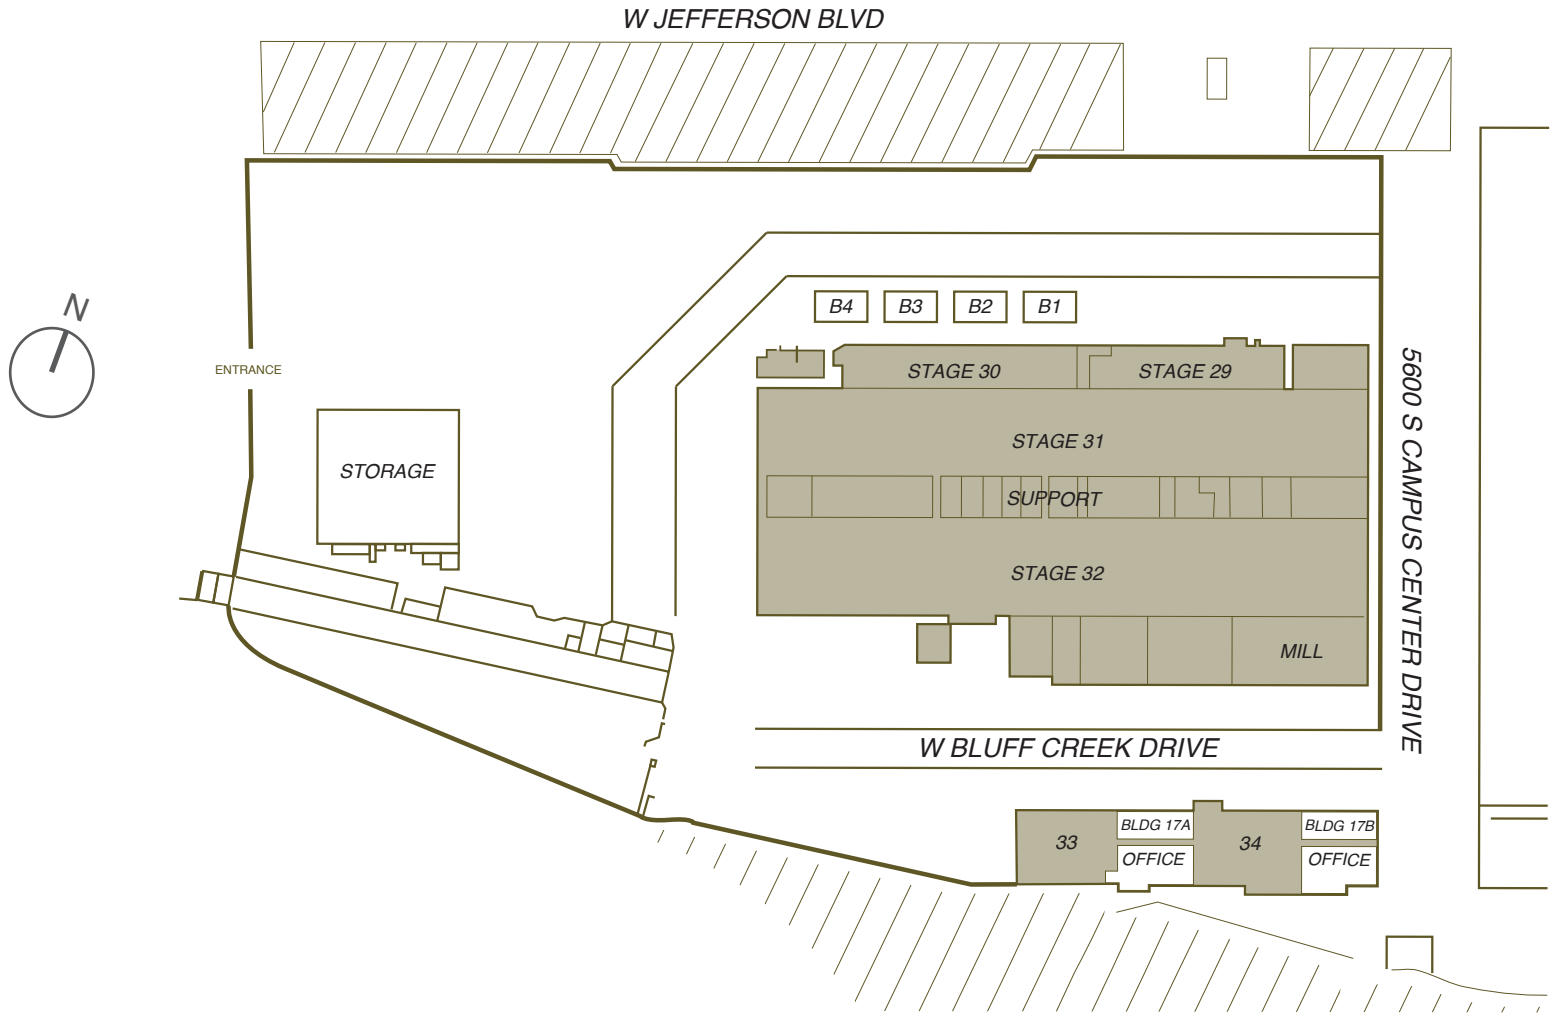 W JEFFERSON BLVD
N
B4
B3
B2
B1
ENTRANCE
STAGE 30
STAGE 29
STAGE 31
STORAGE
SUPPORT
5600 S CAMPUS CENTER DRIVE
STAGE 32
MILL
W BLUFF CREEK DRIVE
33
BLDG 17A
34
BLDG 17B
OFFICE
OFFICE